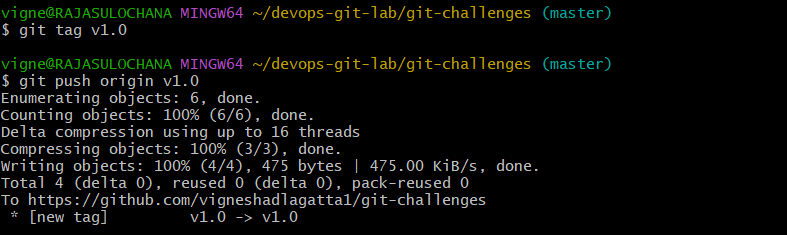 vigne@RAJASULOCHANA MINGW64 ~/devops-git-lab/git-challenges (master)
$ git tag v1.0
vigne@RAJASULOCHANA MINGW64 ~/devops-git-lab/git-challenges (master)
$ git push origin v1.0
Enumerating objects: 6, done.
Counting objects: 100% (6/6), done.
Delta compression using up to 16 threads
Compressing objects: 100% (3/3), done.
Writing objects: 100% (4/4), 475 bytes | 475.00 KiB/s, done.
Total 4 (delta 0), reused 0 (delta 0), pack-reused 0
To https://github.com/vigneshadlagatta1/git-challenges
 * [new tag]         v1.0 -> v1.0